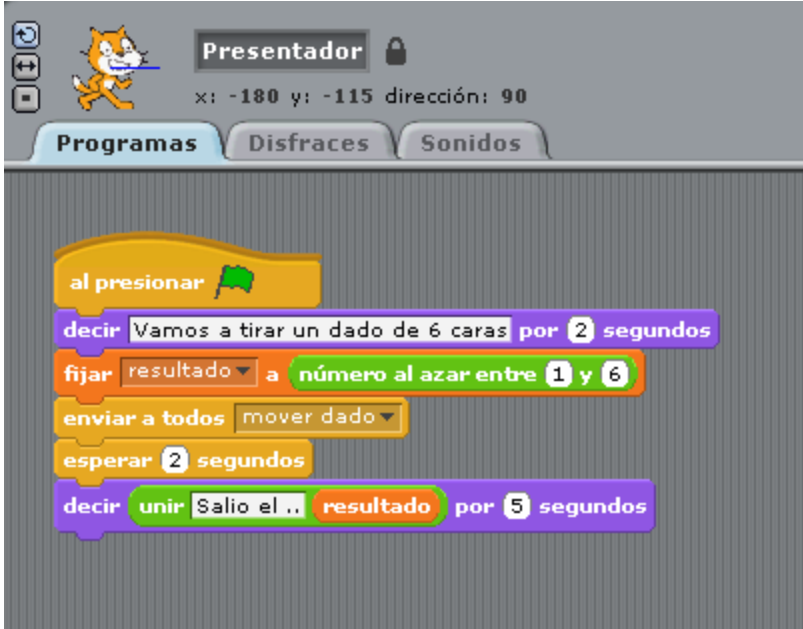 Presentador
x: -180 y: -115 dirección: 90
Programas Disfraces Sonidos
al presionar
decir Vamos a tirar un dado de 6 caras por 2 segundos
fijar resultado a número al azar entre 1 y 6
enviar a todos mover dado
esperar 2 segundos
decir unir Salio el .. resultado por 5 segundos